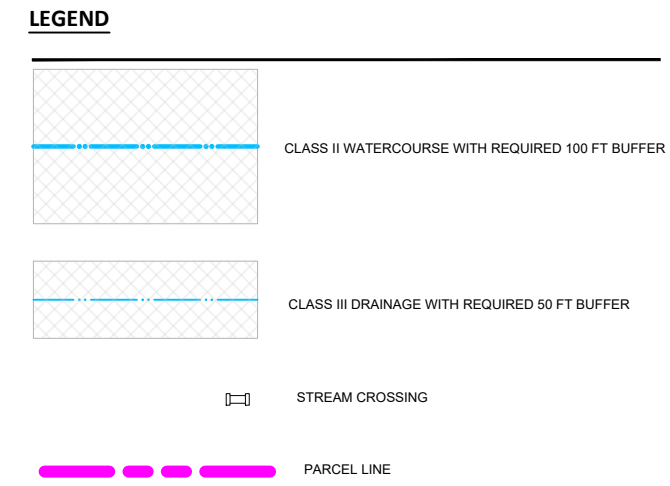 LEGEND
CLASS II WATERCOURSE WITH REQUIRED 100 FT BUFFER
CLASS III DRAINAGE WITH REQUIRED 50 FT BUFFER
STREAM CROSSING
PARCEL LINE